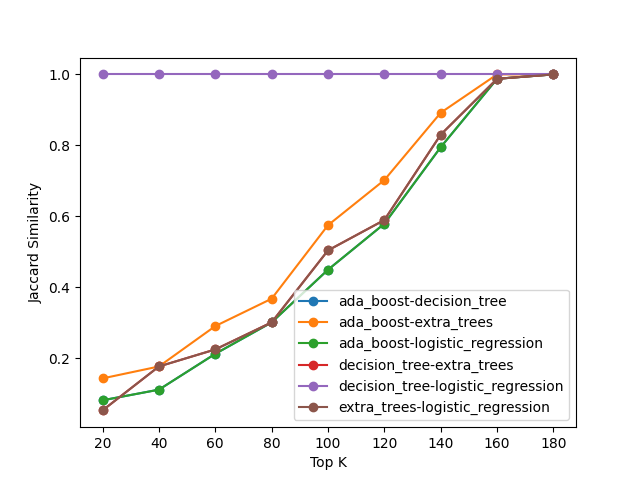 1.0
0.8
0.6
0.4
0.2
Jaccard Similarity
ada_boost-decision_tree
ada_boost-extra_trees
ada_boost-logistic_regression
decision_tree-extra_trees
decision_tree-logistic_regression
extra_trees-logistic_regression
20 40 60 80 100 120 140 160 180
Top K